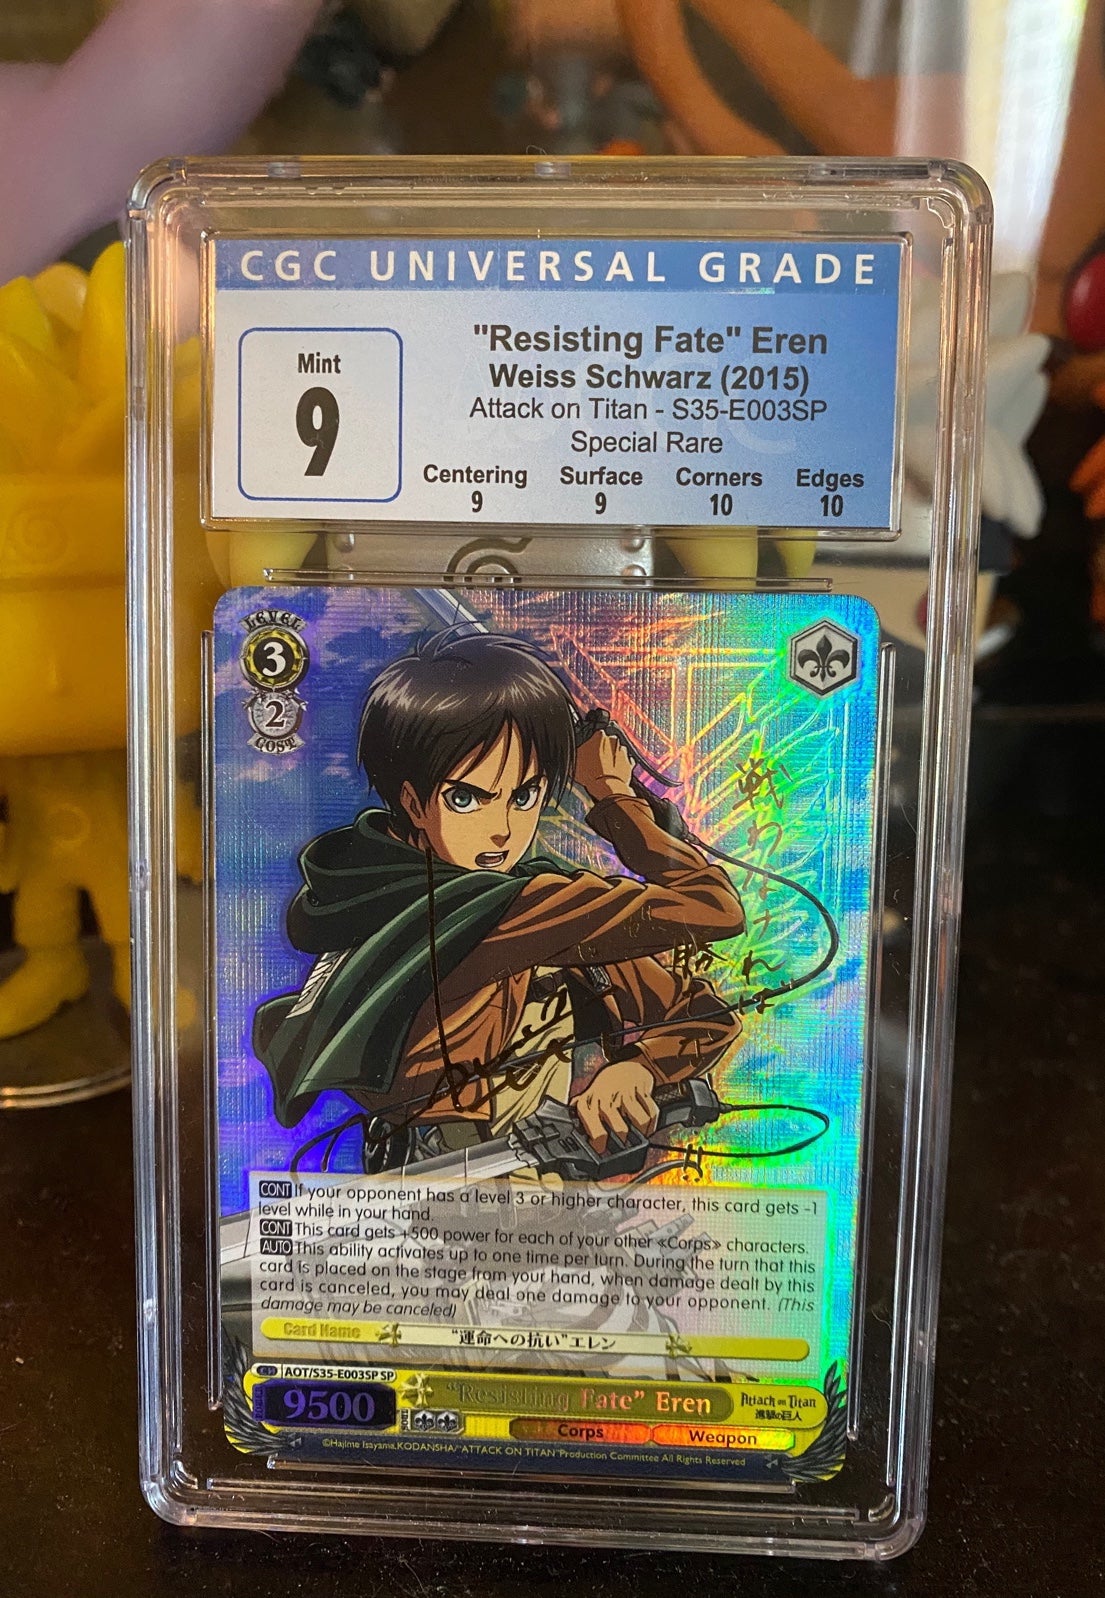 CGC UNIVERSAL GRADE
Mint
9
"Resisting Fate" Eren
Weiss Schwarz (2015)
Attack on Titan - S35-E003SP
Special Rare
Centering Surface Corners Edges
9 9 10 10
LEVEL
3
2
COST
戦わなければ
勝てない
CONT If your opponent has a level 3 or higher character, this card gets -1
level while in your hand.
CONT This card gets +500 power for each of your other «Corps» characters.
AUTO This ability activates up to one time per turn. During the turn that this
card is placed on the stage from your hand, when damage dealt by this
card is canceled, you may deal one damage to your opponent. (This
damage may be canceled)
Card Name "運命への抗い"エレン
CH AOT/S35-E003SP SP
9500 "Resisting Fate" Eren
Attack on Titan
進撃の巨人
Corps Weapon
©Hajime Isayama,KODANSHA/"ATTACK ON TITAN"Production Committee All Rights Reserved